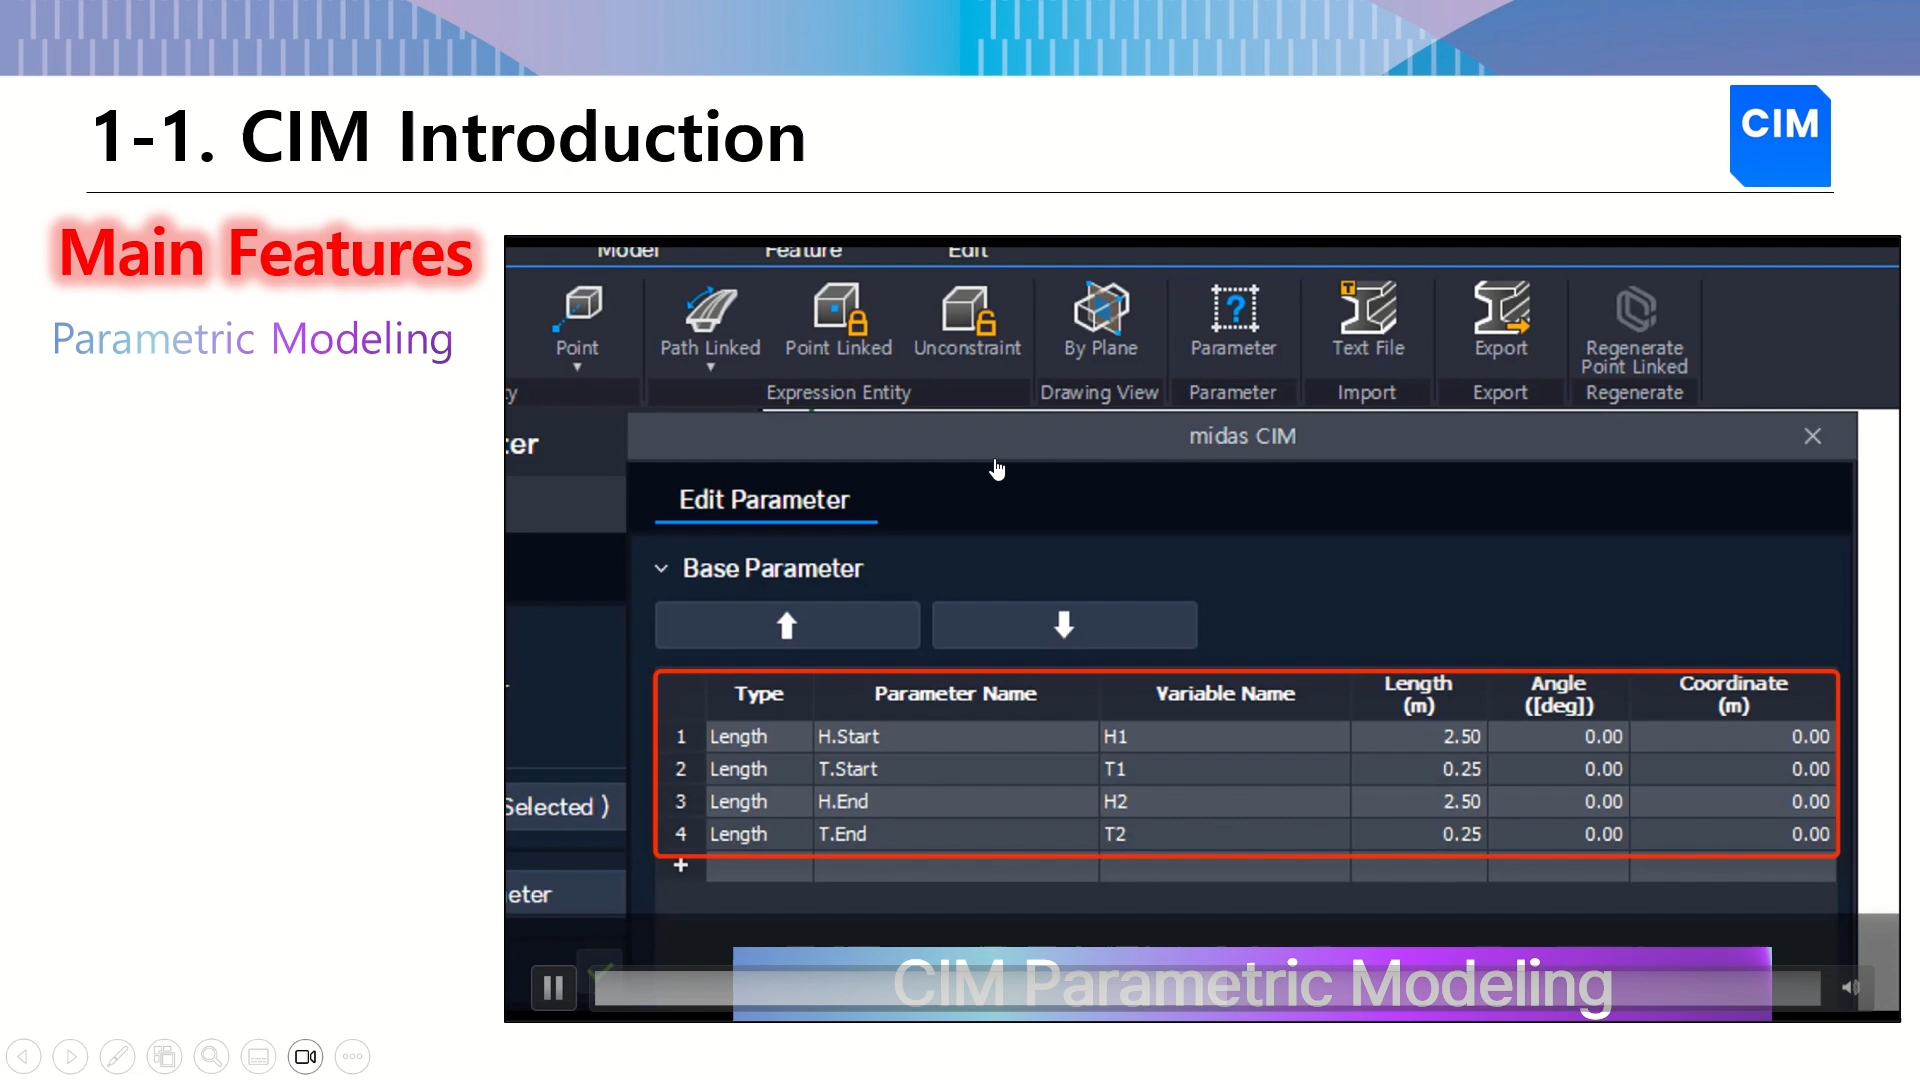 1-1. CIM Introduction
CIM
Main Features
Parametric Modeling
Model Feature Edit
Point Path Linked Point Linked Unconstraint By Plane Parameter Text File Export Regenerate Point Linked
Expression Entity Drawing View Parameter Import Export Regenerate
ter
midas CIM
Edit Parameter
Base Parameter
Type Parameter Name Variable Name Length (m) Angle ([deg]) Coordinate (m)
1 Length H.Start H1 2.50 0.00 0.00
2 Length T.Start T1 0.25 0.00 0.00
3 Length H.End H2 2.50 0.00 0.00
4 Length T.End T2 0.25 0.00 0.00
+
Selected )
eter
CIM Parametric Modeling